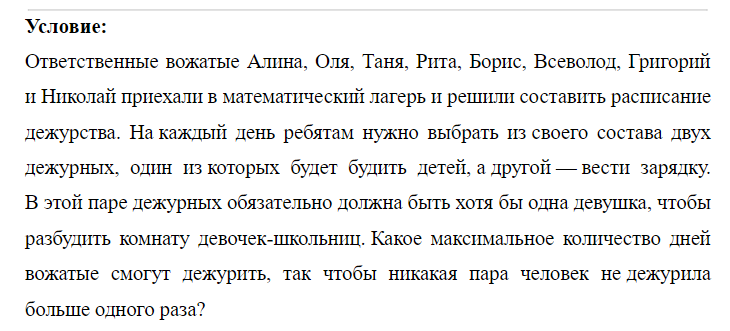 Условие:
Ответственные вожатые Алина, Оля, Таня, Рита, Борис, Всеволод, Григорий
и Николай приехали в математический лагерь и решили составить расписание
дежурства. На каждый день ребятам нужно выбрать из своего состава двух
дежурных, один из которых будет будить детей, а другой — вести зарядку.
В этой паре дежурных обязательно должна быть хотя бы одна девушка, чтобы
разбудить комнату девочек-школьниц. Какое максимальное количество дней
вожатые смогут дежурить, так чтобы никакая пара человек не дежурила
больше одного раза?